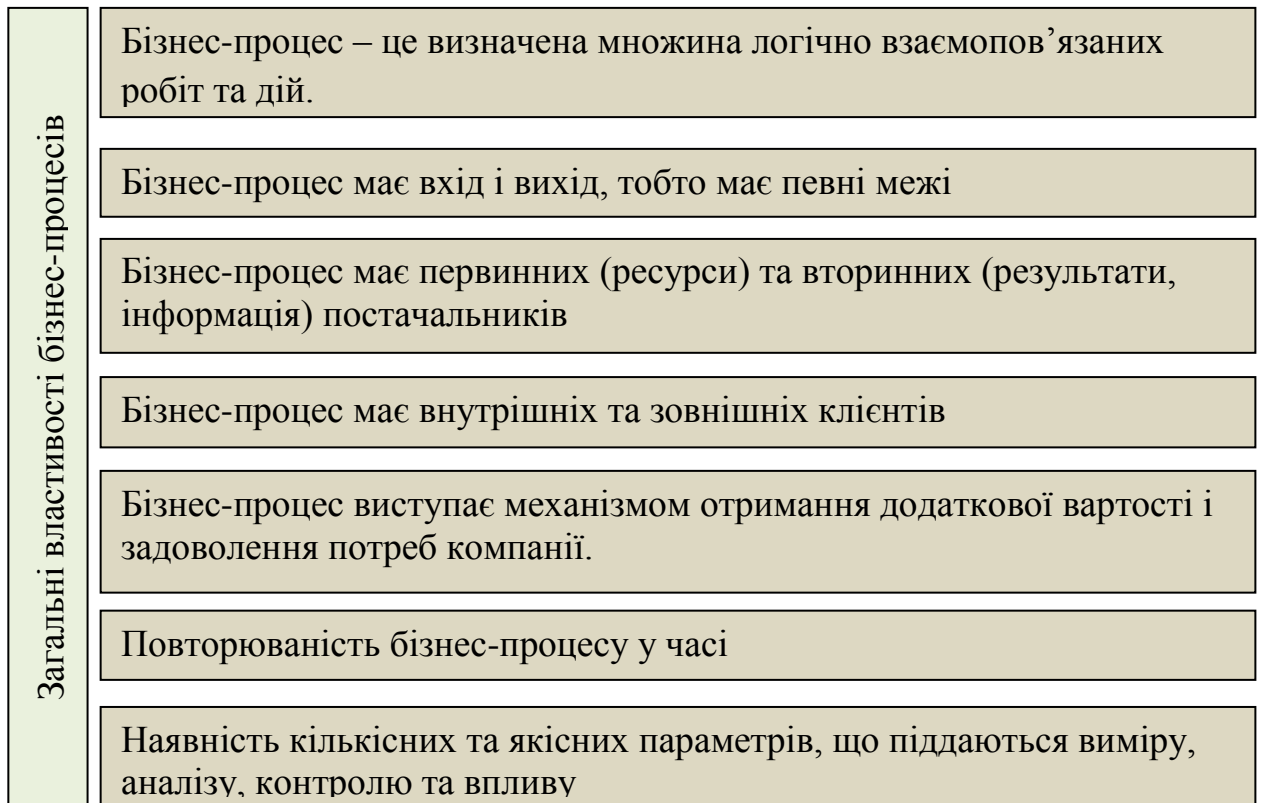 Загальні властивості бізнес-процесів
Бізнес-процес – це визначена множина логічно взаємопов’язаних
робіт та дій.
Бізнес-процес має вхід і вихід, тобто має певні межі
Бізнес-процес має первинних (ресурси) та вторинних (результати,
інформація) постачальників
Бізнес-процес має внутрішніх та зовнішніх клієнтів
Бізнес-процес виступає механізмом отримання додаткової вартості і
задоволення потреб компанії.
Повторюваність бізнес-процесу у часі
Наявність кількісних та якісних параметрів, що піддаються виміру,
аналізу, контролю та впливу